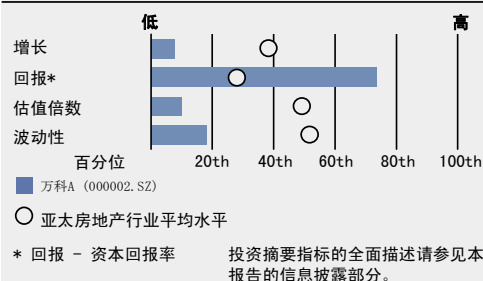 低 高
增长
回报*
估值倍数
波动性
百分位 20th 40th 60th 80th 100th
万科A (000002.SZ)
亚太房地产行业平均水平
* 回报 - 资本回报率 投资摘要指标的全面描述请参见本
报告的信息披露部分。